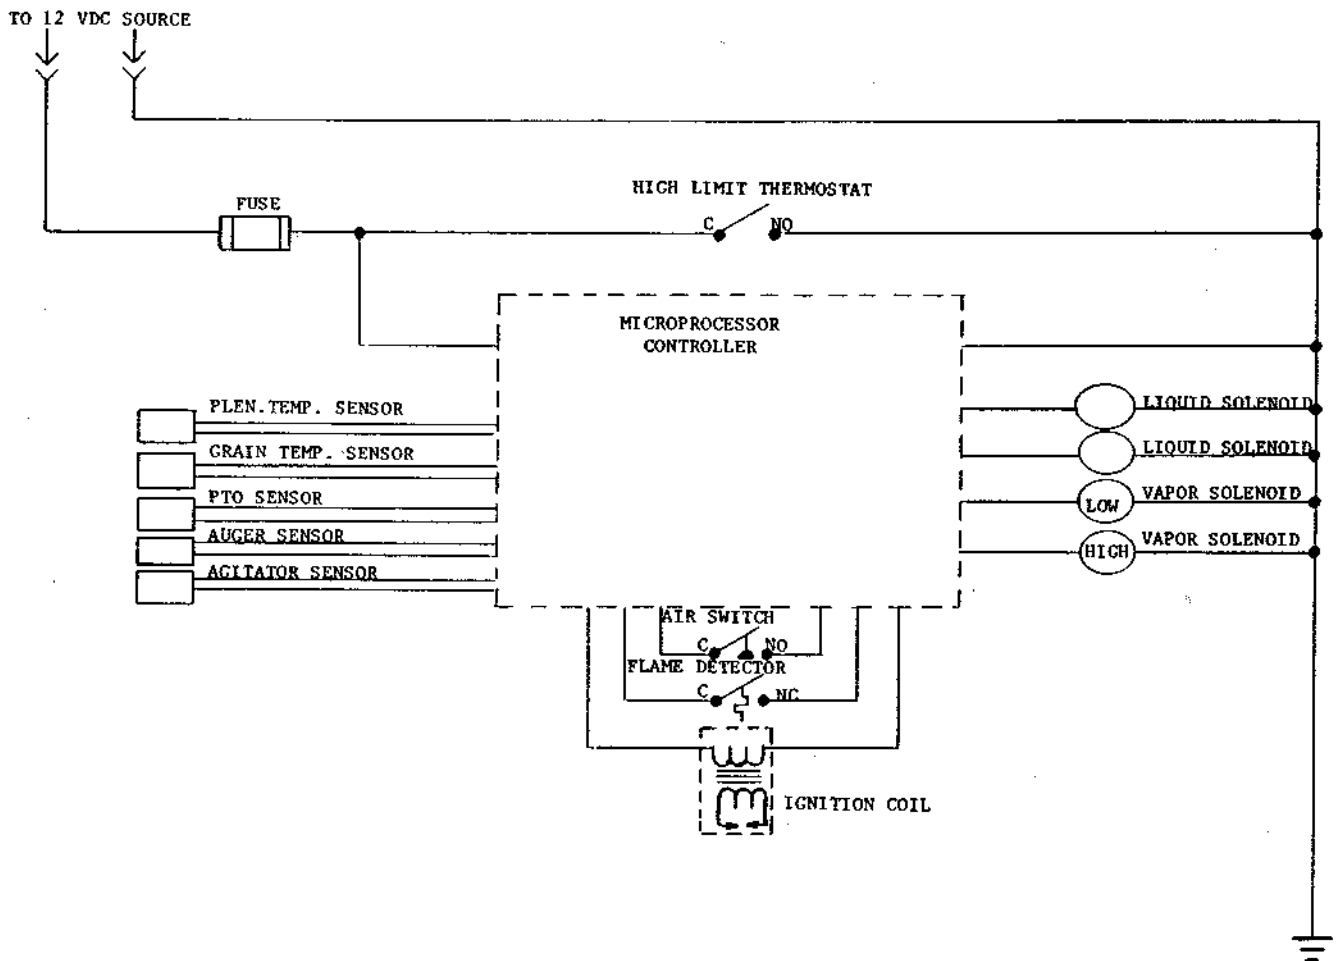 TO 12 VDC SOURCE
HIGH LIMIT THERMOSTAT
FUSE
C
NO
MICROPROCESSOR
CONTROLLER
PLEN.TEMP. SENSOR
GRAIN TEMP. SENSOR
PTO SENSOR
AUGER SENSOR
AGITATOR SENSOR
LIQUID SOLENOID
LIQUID SOLENOID
LOW
VAPOR SOLENOID
HIGH
VAPOR SOLENOID
AIR SWITCH
C
NO
FLAME DETECTOR
C
NC
IGNITION COIL